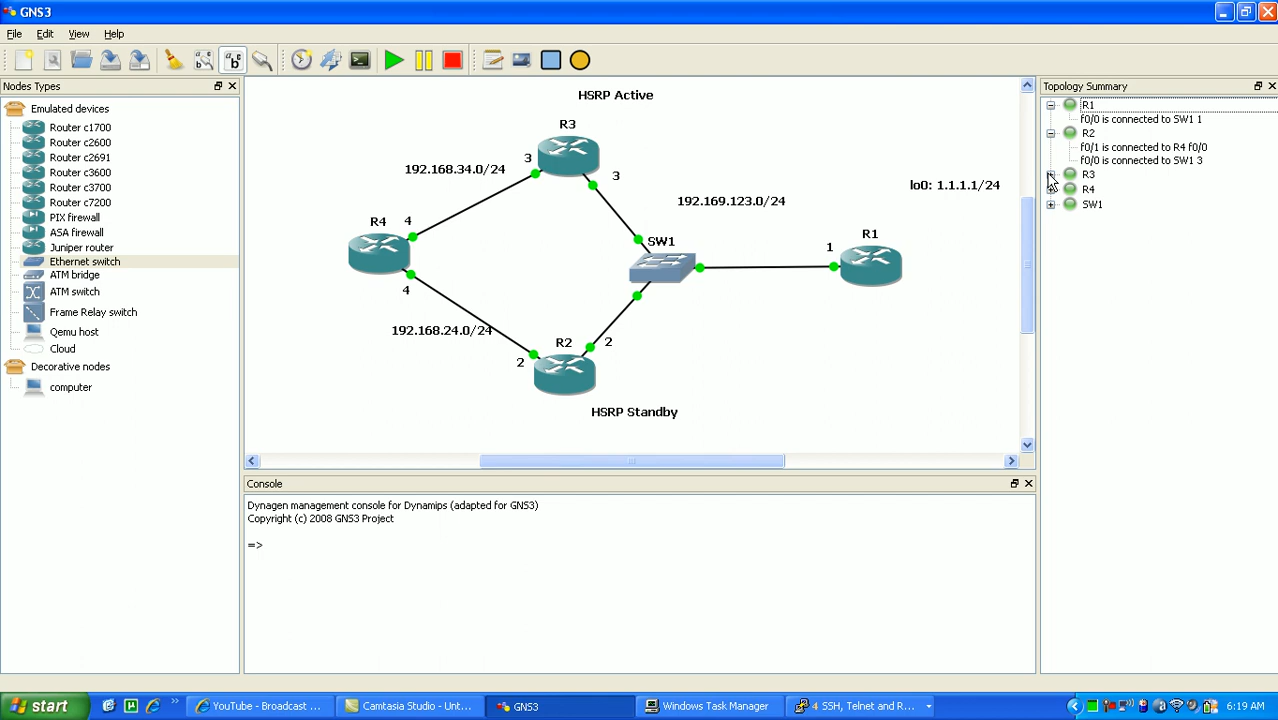 GNS3
File Edit View Help
Nodes Types
Emulated devices
Router c1700
Router c2600
Router c2691
Router c3600
Router c3700
Router c7200
PIX firewall
ASA firewall
Juniper router
Ethernet switch
ATM bridge
ATM switch
Frame Relay switch
Qemu host
Cloud
Decorative nodes
computer
HSRP Active
R3
3
192.168.34.0/24
3
lo0: 1.1.1.1/24
192.169.123.0/24
R4
4
SW1
R1
1
4
192.168.24.0/24
R2
2
2
HSRP Standby
Console
Dynagen management console for Dynamips (adapted for GNS3)
Copyright (c) 2008 GNS3 Project
=>
Topology Summary
R1
f0/0 is connected to SW1 1
R2
f0/1 is connected to R4 f0/0
f0/0 is connected to SW1 3
R3
R4
SW1
start
YouTube - Broadcast ...
Camtasia Studio - Unt...
GNS3
Windows Task Manager
4 SSH, Telnet and R...
6:19 AM